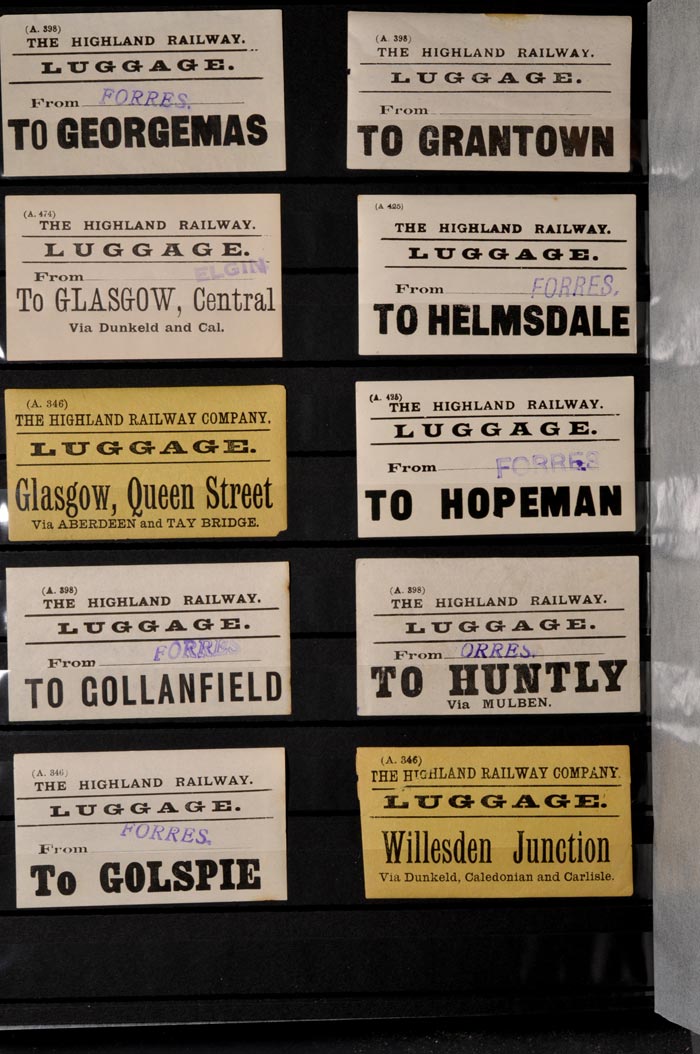 (A. 398)
THE HIGHLAND RAILWAY.
LUGGAGE.
From FORRES.
TO GEORGEMAS
(A. 398)
THE HIGHLAND RAILWAY.
LUGGAGE.
From
TO GRANTOWN
(A. 474)
THE HIGHLAND RAILWAY.
LUGGAGE.
From ELGIN
To GLASGOW, Central
Via Dunkeld and Cal.
(A 425)
THE HIGHLAND RAILWAY.
LUGGAGE.
From FORRES.
TO HELMSDALE
(A. 346)
THE HIGHLAND RAILWAY COMPANY.
LUGGAGE.
Glasgow, Queen Street
Via ABERDEEN and TAY BRIDGE.
(A. 425)
THE HIGHLAND RAILWAY.
LUGGAGE.
From FORRES
TO HOPEMAN
(A. 398)
THE HIGHLAND RAILWAY.
LUGGAGE.
From FORRES
TO GOLLANFIELD
(A. 398)
THE HIGHLAND RAILWAY.
LUGGAGE.
From ORRES.
TO HUNTLY
Via MULBEN.
(A. 346)
THE HIGHLAND RAILWAY.
LUGGAGE.
FORRES.
From
To GOLSPIE
(A. 346)
THE HIGHLAND RAILWAY COMPANY.
LUGGAGE.
Willesden Junction
Via Dunkeld, Caledonian and Carlisle.